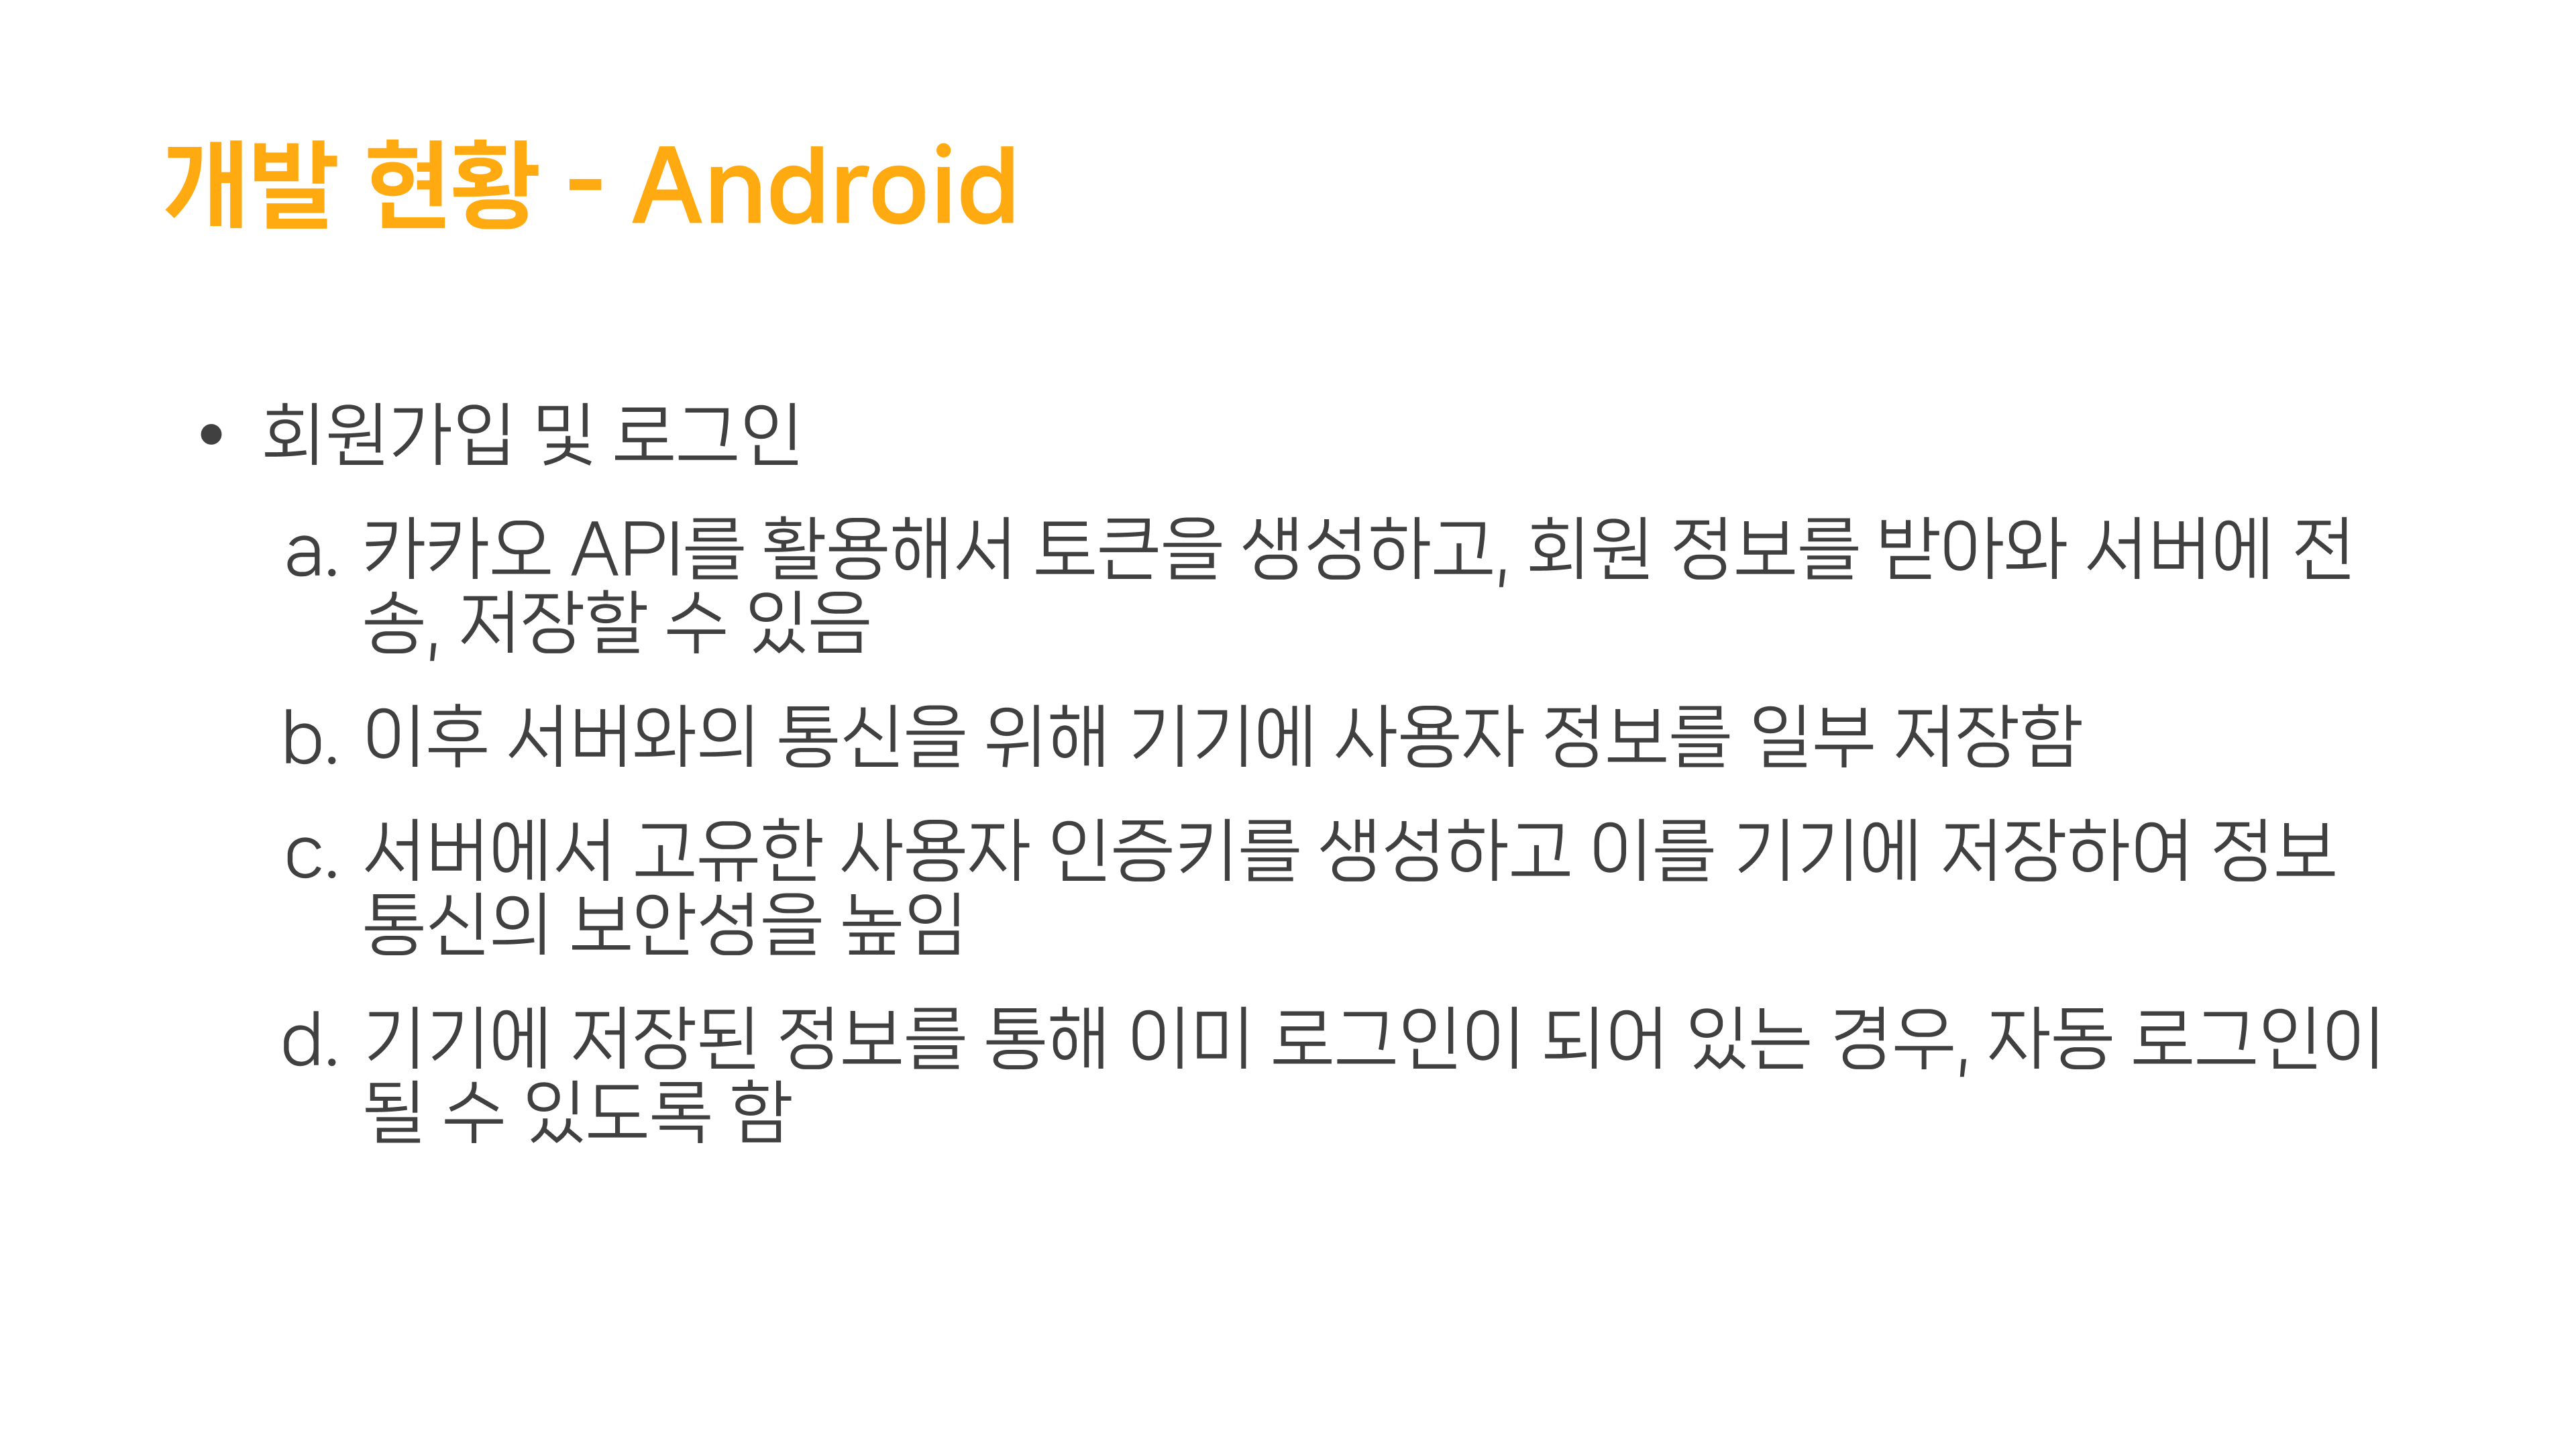 개발 현황 - Android
• 회원가입 및 로그인
a. 카카오 API를 활용해서 토큰을 생성하고, 회원 정보를 받아와 서버에 전
송, 저장할 수 있음
b. 이후 서버와의 통신을 위해 기기에 사용자 정보를 일부 저장함
c. 서버에서 고유한 사용자 인증키를 생성하고 이를 기기에 저장하여 정보
통신의 보안성을 높임
d. 기기에 저장된 정보를 통해 이미 로그인이 되어 있는 경우, 자동 로그인이
될 수 있도록 함